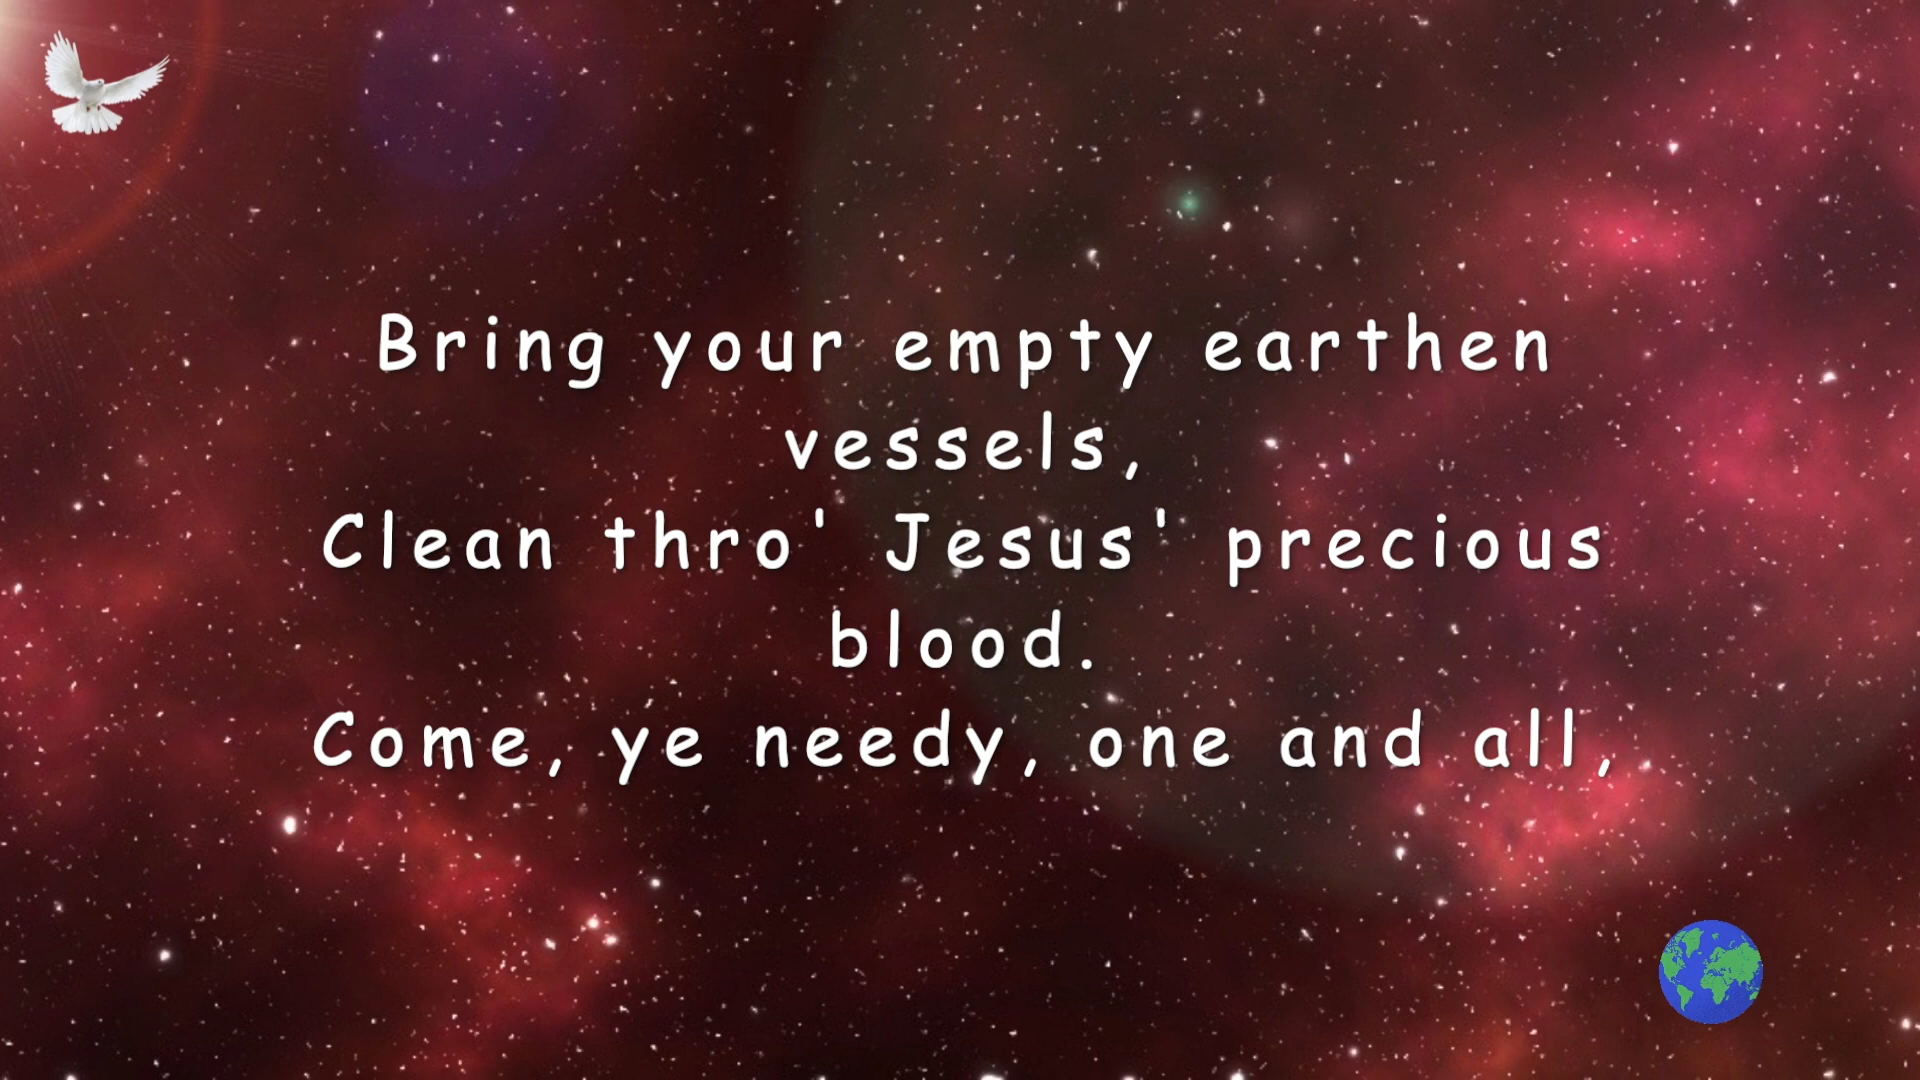 Bring your empty earthen
vessels,
Clean thro' Jesus' precious
blood.
Come, ye needy, one and all,